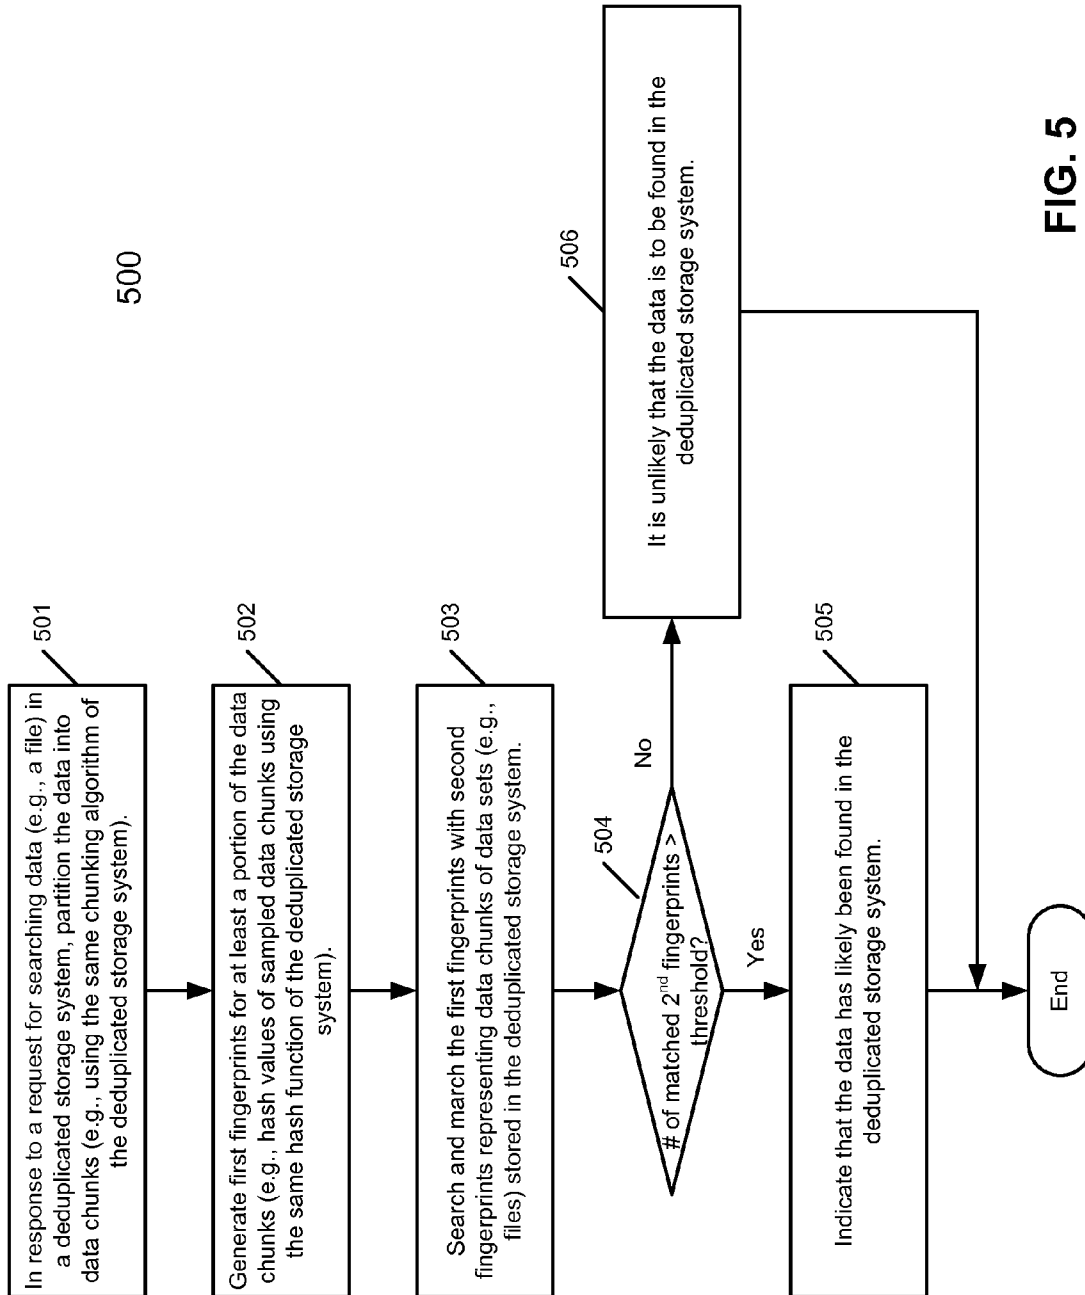 500
501
In response to a request for searching data (e.g., a file) in
a deduplicated storage system, partition the data into
data chunks (e.g., using the same chunking algorithm of
the deduplicated storage system).
502
Generate first fingerprints for at least a portion of the data
chunks (e.g., hash values of sampled data chunks using
the same hash function of the deduplicated storage
system).
503
Search and march the first fingerprints with second
fingerprints representing data chunks of data sets (e.g.,
files) stored in the deduplicated storage system.
504
# of matched 2nd fingerprints >
threshold?
No
Yes
506
It is unlikely that the data is to be found in the
deduplicated storage system.
505
Indicate that the data has likely been found in the
deduplicated storage system.
End
FIG. 5